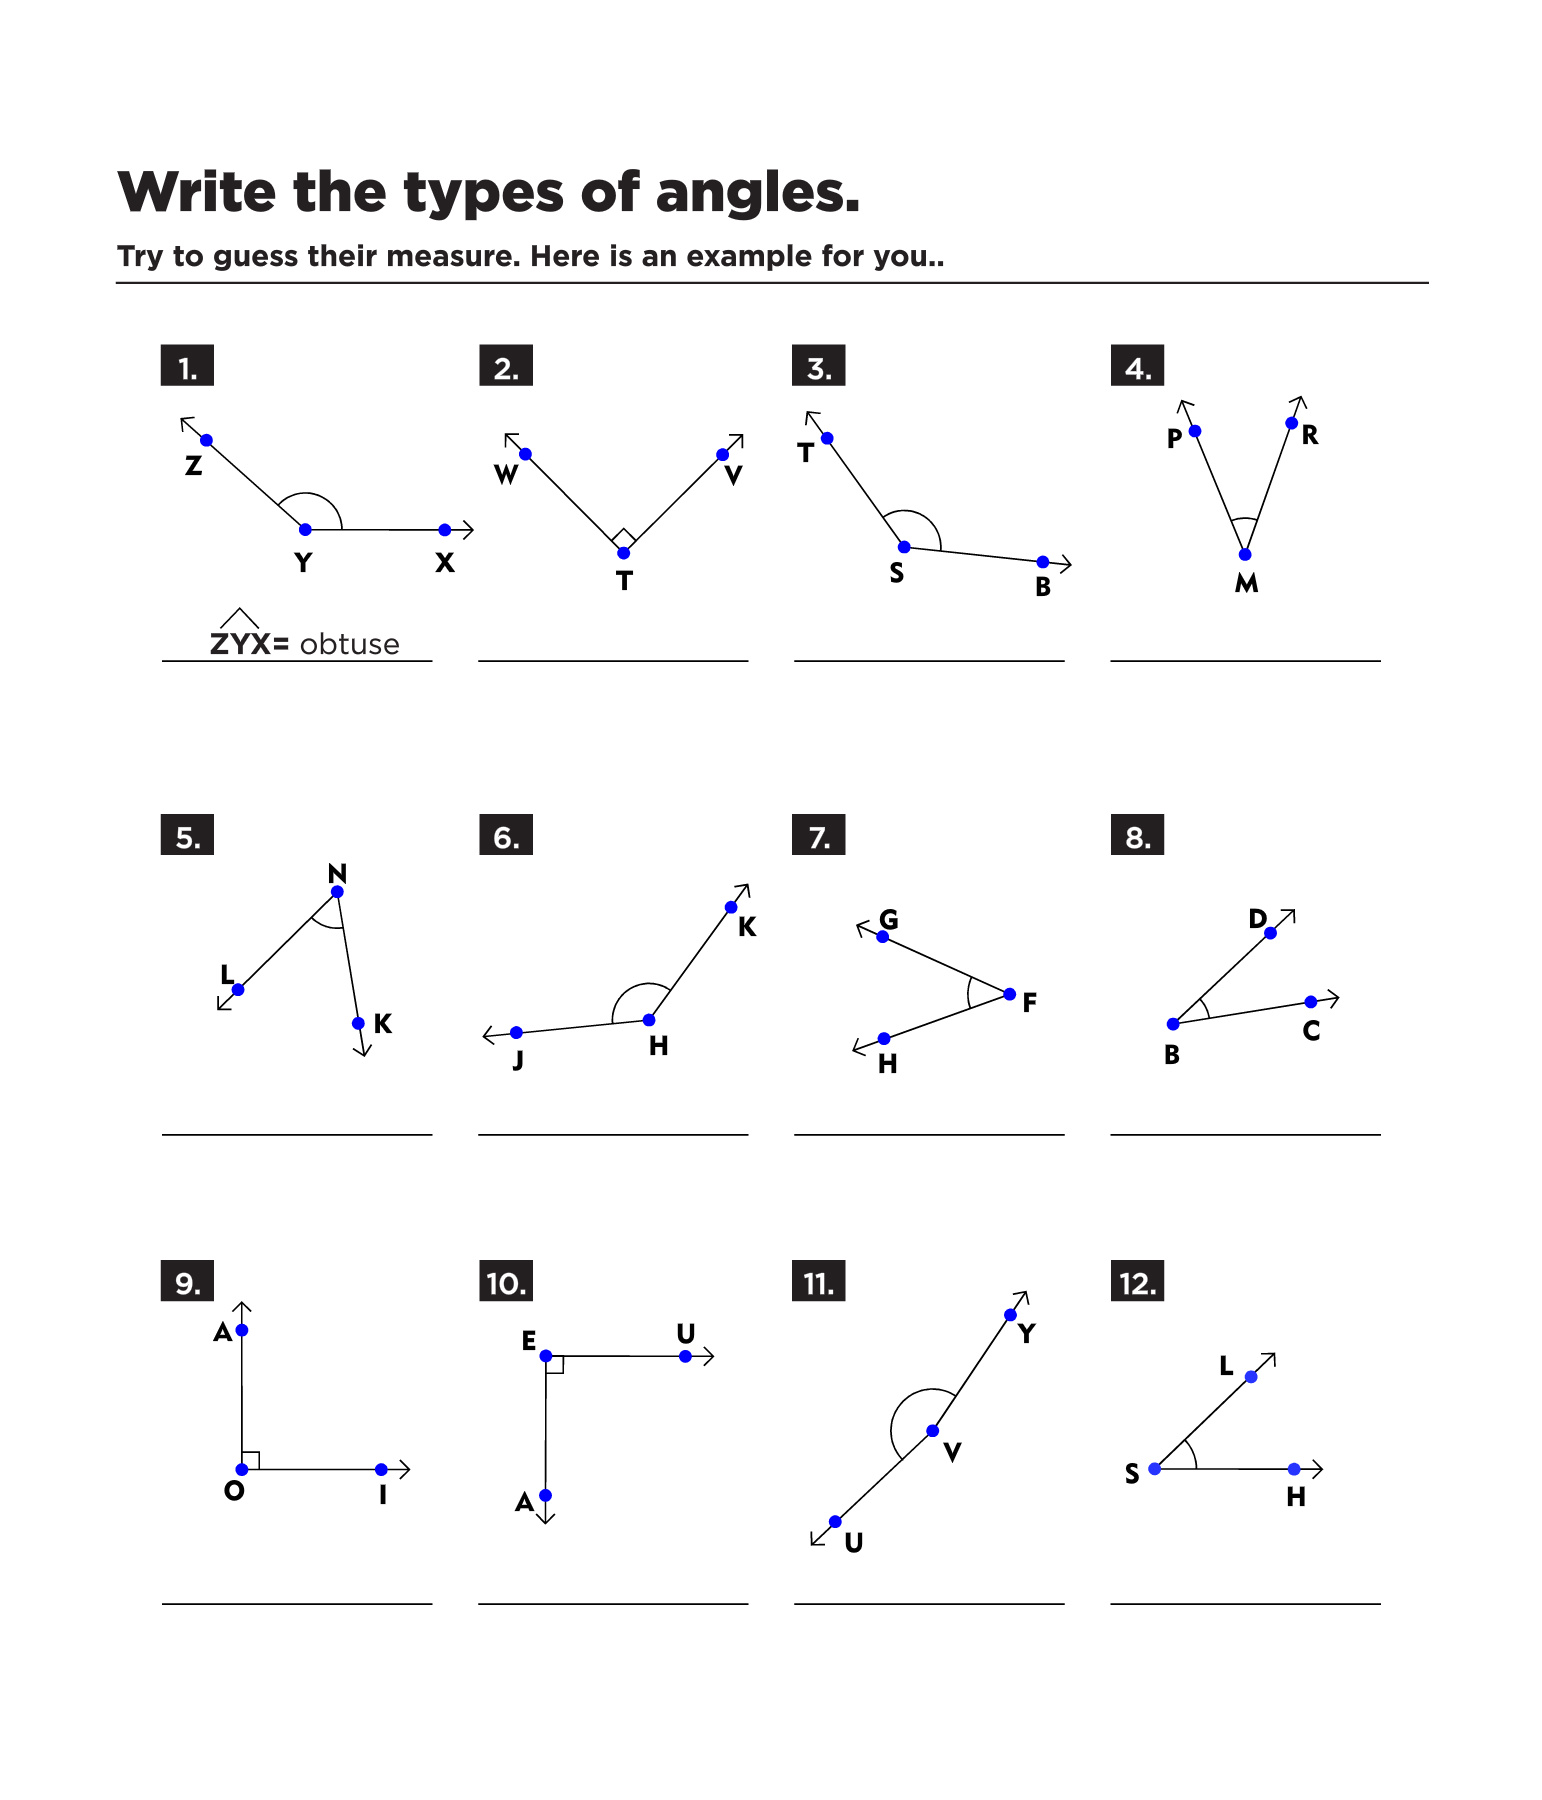 Write the types of angles.
Try to guess their measure. Here is an example for you..
1. 2. 3. 4.
Z Y X
W V T
T S B
P R M
ZYX= obtuse
5. 6. 7. 8.
N L K
K J H
G F H
D C B
9. 10. 11. 12.
A O I
E U A
Y V U
L S H